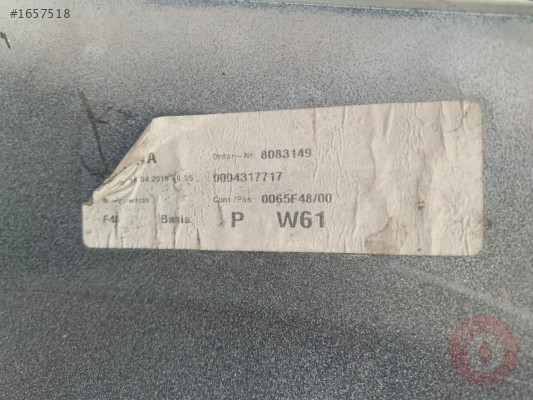 #1657518
Order-Nr 8083149
0004317717
Cont/Pos 0065F48/00
Basis P W61